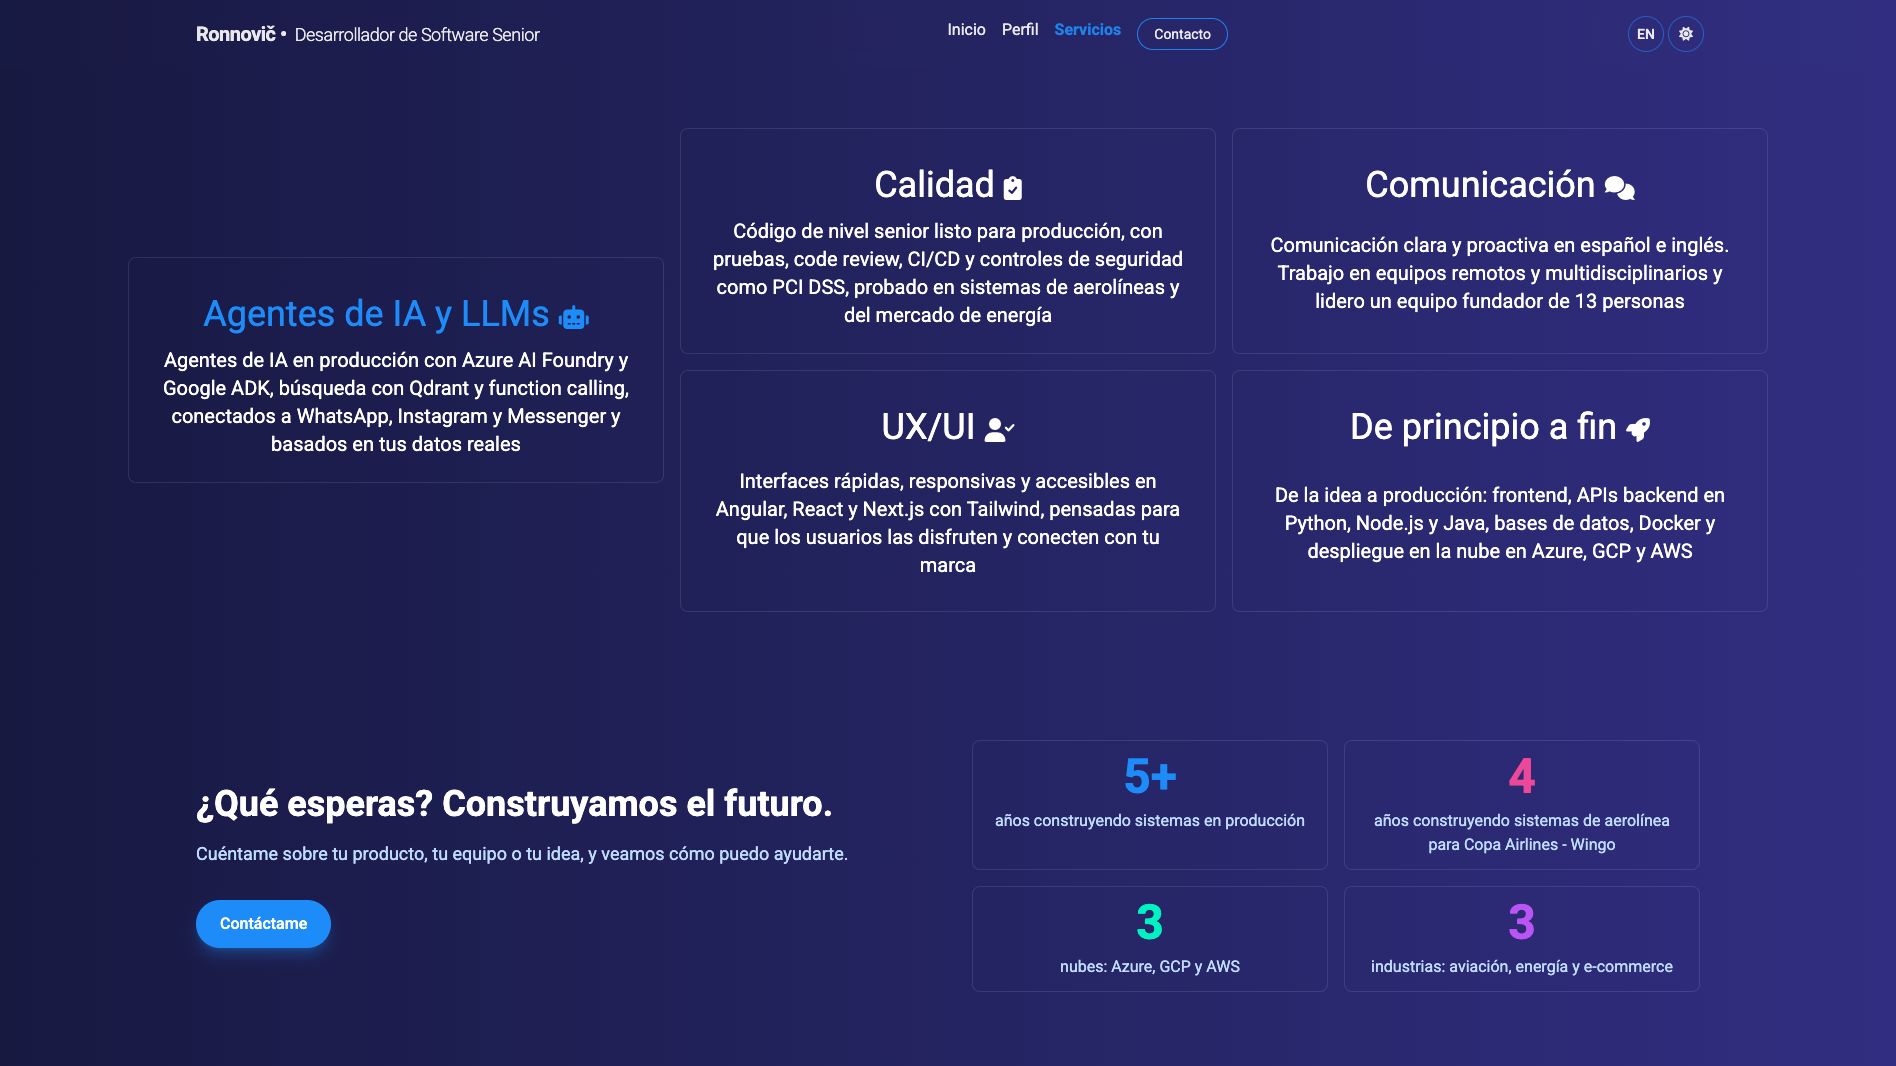 Ronnovič • Desarrollador de Software Senior
Inicio Perfil Servicios Contacto
EN
Agentes de IA y LLMs
Agentes de IA en producción con Azure AI Foundry y
Google ADK, búsqueda con Qdrant y function calling,
conectados a WhatsApp, Instagram y Messenger y
basados en tus datos reales
Calidad
Código de nivel senior listo para producción, con
pruebas, code review, CI/CD y controles de seguridad
como PCI DSS, probado en sistemas de aerolíneas y
del mercado de energía
Comunicación
Comunicación clara y proactiva en español e inglés.
Trabajo en equipos remotos y multidisciplinarios y
lidero un equipo fundador de 13 personas
UX/UI
Interfaces rápidas, responsivas y accesibles en
Angular, React y Next.js con Tailwind, pensadas para
que los usuarios las disfruten y conecten con tu
marca
De principio a fin
De la idea a producción: frontend, APIs backend en
Python, Node.js y Java, bases de datos, Docker y
despliegue en la nube en Azure, GCP y AWS
¿Qué esperas? Construyamos el futuro.
Cuéntame sobre tu producto, tu equipo o tu idea, y veamos cómo puedo ayudarte.
Contáctame
5+
años construyendo sistemas en producción
4
años construyendo sistemas de aerolínea
para Copa Airlines - Wingo
3
nubes: Azure, GCP y AWS
3
industrias: aviación, energía y e-commerce